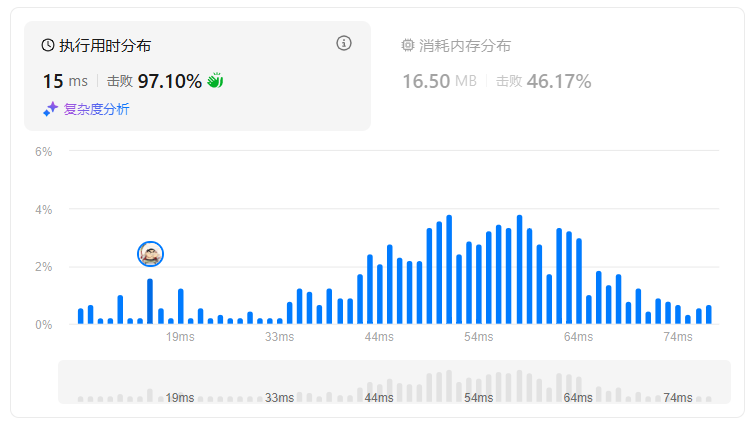 执行用时分布
15 ms | 击败 97.10%
复杂度分析
消耗内存分布
16.50 MB | 击败 46.17%
6%
4%
2%
0%
19ms 33ms 44ms 54ms 64ms 74ms
19ms 33ms 44ms 54ms 64ms 74ms